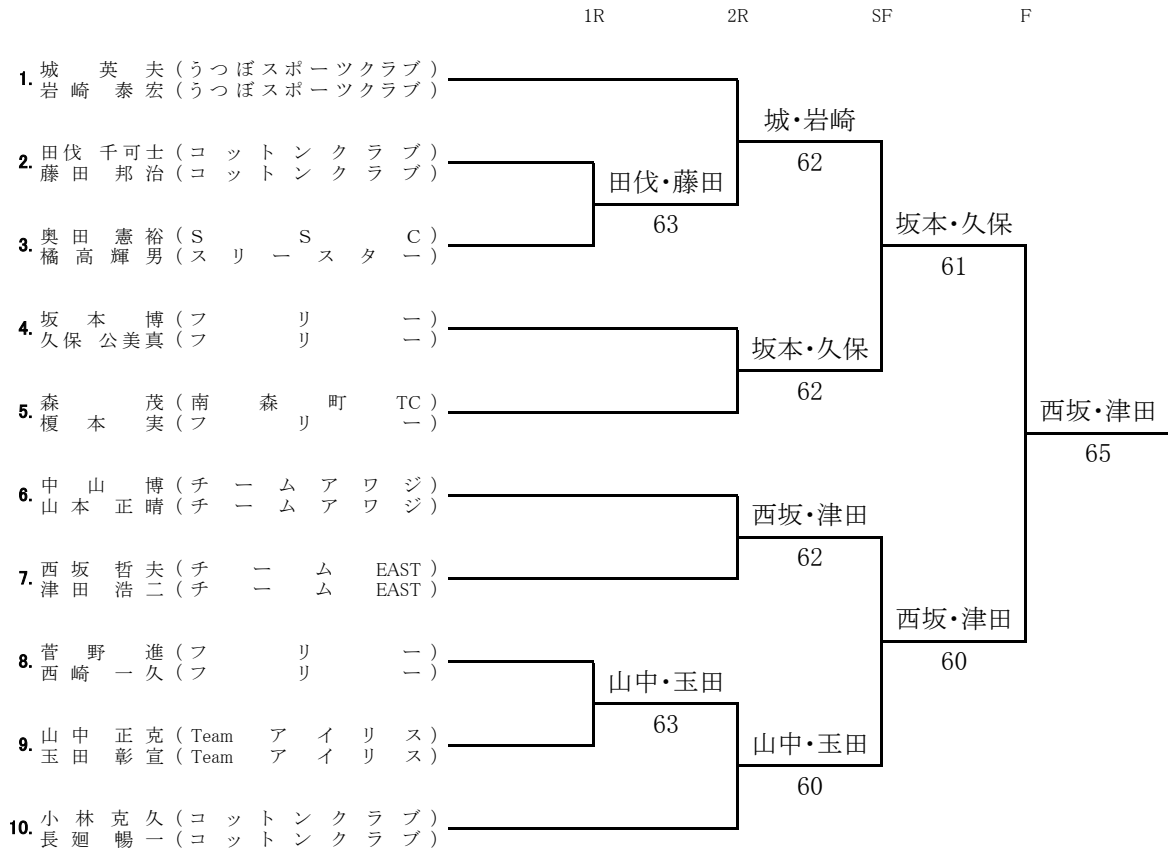 1R 2R SF F
1. 城 英 夫 ( うつぼスポーツクラブ )
岩 崎 泰 宏 ( うつぼスポーツクラブ )
城・岩崎
62
2. 田伐 千可士 ( コットンクラブ )
藤 田 邦 治 ( コットンクラブ )
田伐・藤田
63
3. 奥 田 憲 裕 ( S S C )
橘 高 輝 男 ( スリースター )
坂本・久保
61
4. 坂 本 博 ( フリー )
久保 公美真 ( フリー )
坂本・久保
62
5. 森 茂 ( 南森町 TC )
榎 本 実 ( フリー )
西坂・津田
65
6. 中 山 博 ( チームアワジ )
山 本 正 晴 ( チームアワジ )
西坂・津田
62
7. 西 坂 哲 夫 ( チーム EAST )
津 田 浩 二 ( チーム EAST )
西坂・津田
60
8. 菅 野 進 ( フリー )
西 崎 一 久 ( フリー )
山中・玉田
63
9. 山 中 正 克 ( Team アイリス )
玉 田 彰 宣 ( Team アイリス )
山中・玉田
60
10. 小 林 克 久 ( コットンクラブ )
長 廻 暢 一 ( コットンクラブ )